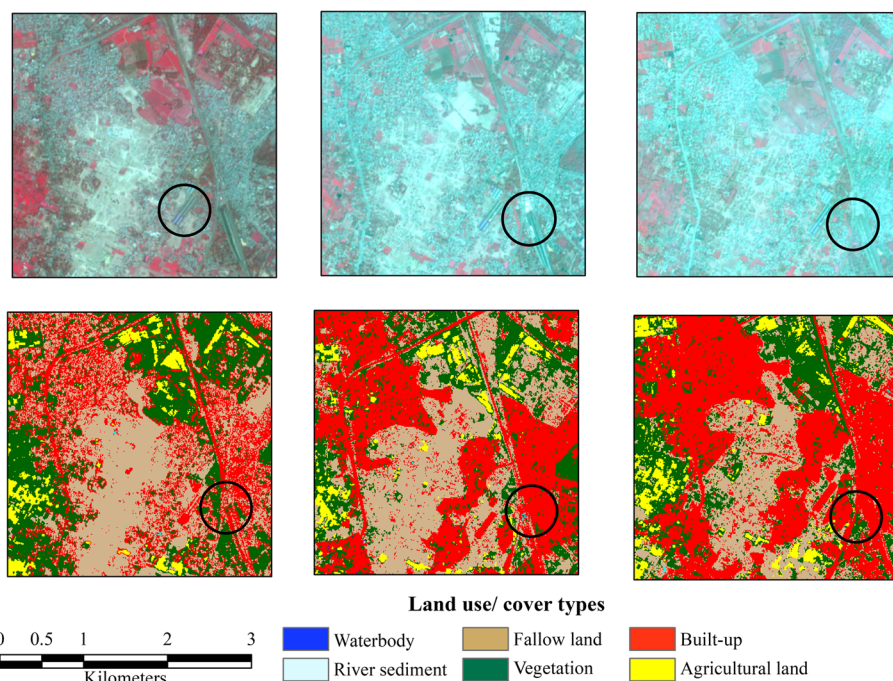 Land use/ cover types
0 0.5 1 2 3
Kilometers
Waterbody Fallow land Built-up
River sediment Vegetation Agricultural land